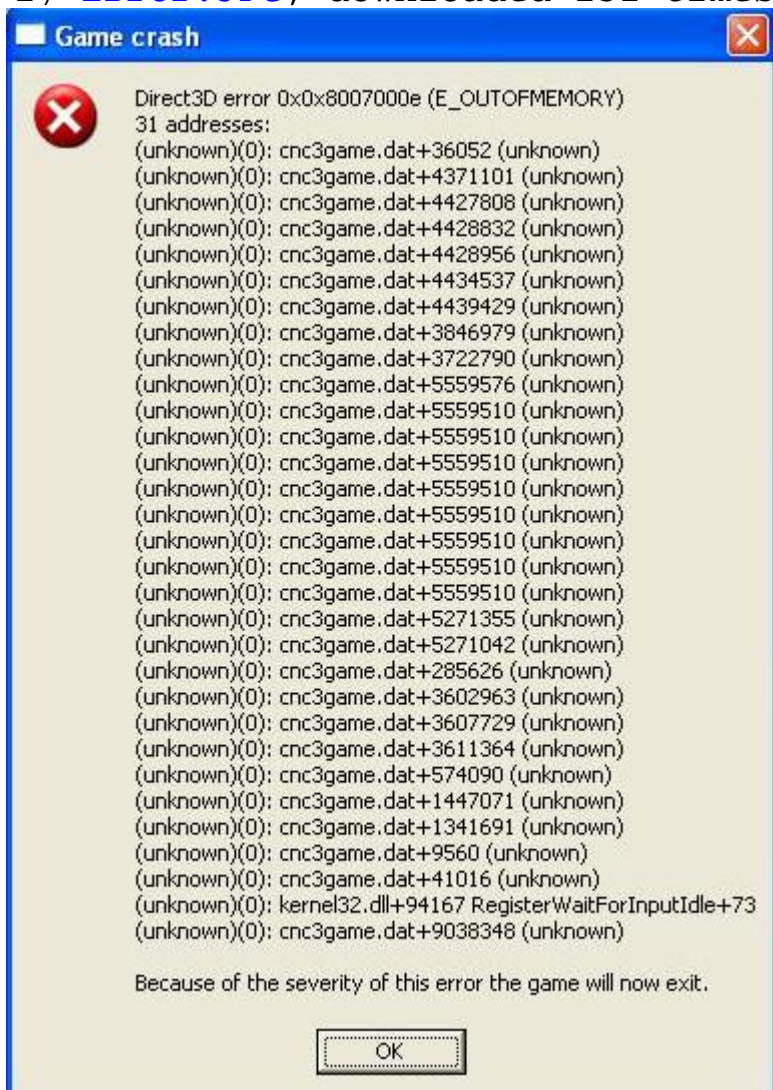 Game crash
Direct3D error 0x0x8007000e (E_OUTOFMEMORY)
31 addresses:
(unknown)(0): cnc3game.dat+36052 (unknown)
(unknown)(0): cnc3game.dat+4371101 (unknown)
(unknown)(0): cnc3game.dat+4427808 (unknown)
(unknown)(0): cnc3game.dat+4428832 (unknown)
(unknown)(0): cnc3game.dat+4428956 (unknown)
(unknown)(0): cnc3game.dat+4434537 (unknown)
(unknown)(0): cnc3game.dat+4439429 (unknown)
(unknown)(0): cnc3game.dat+3846979 (unknown)
(unknown)(0): cnc3game.dat+3722790 (unknown)
(unknown)(0): cnc3game.dat+5559576 (unknown)
(unknown)(0): cnc3game.dat+5559510 (unknown)
(unknown)(0): cnc3game.dat+5559510 (unknown)
(unknown)(0): cnc3game.dat+5559510 (unknown)
(unknown)(0): cnc3game.dat+5559510 (unknown)
(unknown)(0): cnc3game.dat+5559510 (unknown)
(unknown)(0): cnc3game.dat+5559510 (unknown)
(unknown)(0): cnc3game.dat+5559510 (unknown)
(unknown)(0): cnc3game.dat+5559510 (unknown)
(unknown)(0): cnc3game.dat+5271355 (unknown)
(unknown)(0): cnc3game.dat+5271042 (unknown)
(unknown)(0): cnc3game.dat+285626 (unknown)
(unknown)(0): cnc3game.dat+3602963 (unknown)
(unknown)(0): cnc3game.dat+3607729 (unknown)
(unknown)(0): cnc3game.dat+3611364 (unknown)
(unknown)(0): cnc3game.dat+574090 (unknown)
(unknown)(0): cnc3game.dat+1447071 (unknown)
(unknown)(0): cnc3game.dat+1341691 (unknown)
(unknown)(0): cnc3game.dat+9560 (unknown)
(unknown)(0): cnc3game.dat+41016 (unknown)
(unknown)(0): kernel32.dll+94167 RegisterWaitForInputIdle+73
(unknown)(0): cnc3game.dat+9038348 (unknown)
Because of the severity of this error the game will now exit.
OK